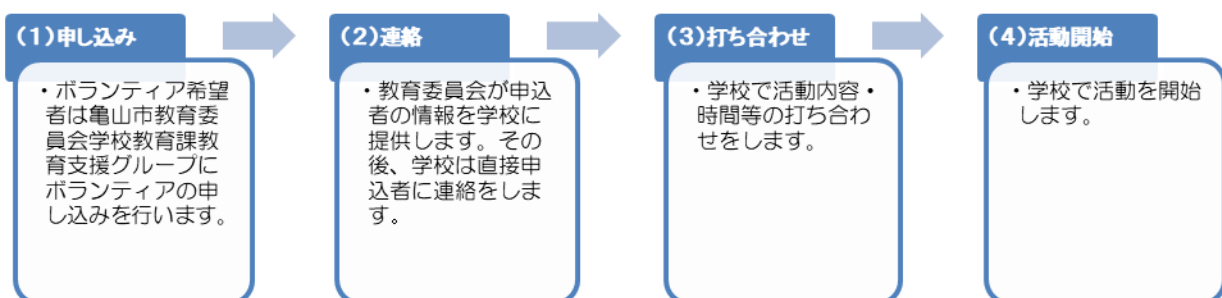 (1)申し込み
・ボランティア希望
者は亀山市教育委
員会学校教育課教
育支援グループに
ボランティアの申
し込みを行います。
(2)連絡
・教育委員会が申込
者の情報を学校に
提供します。その
後、学校は直接申
込者に連絡をしま
す。
(3)打ち合わせ
・学校で活動内容・
時間等の打ち合わ
せをします。
(4)活動開始
・学校で活動を開始
します。